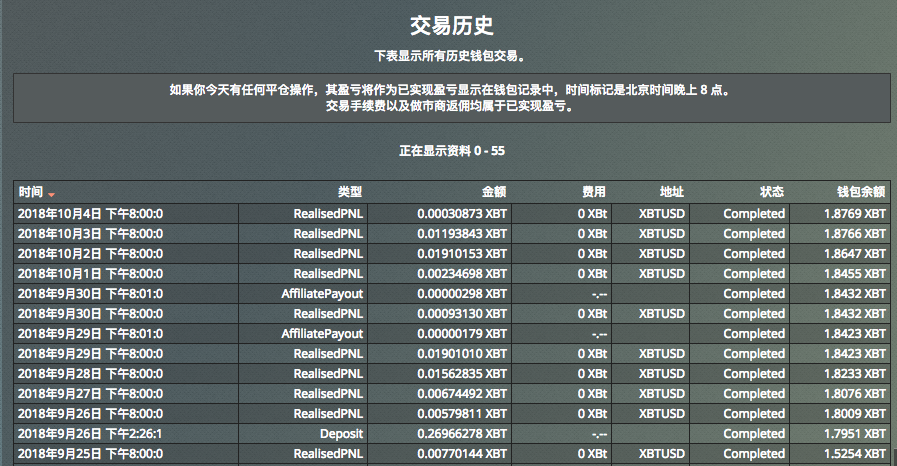 交易历史
下表显示所有历史钱包交易。
如果你今天有任何平仓操作，其盈亏将作为已实现盈亏显示在钱包记录中，时间标记是北京时间晚上 8 点。
交易手续费以及做市商返佣均属于已实现盈亏。
正在显示资料 0 - 55
时间 类型 金额 费用 地址 状态 钱包余额
2018年10月4日 下午8:00:0 RealisedPNL 0.00030873 XBT 0 XBt XBTUSD Completed 1.8769 XBT
2018年10月3日 下午8:00:0 RealisedPNL 0.01193843 XBT 0 XBt XBTUSD Completed 1.8766 XBT
2018年10月2日 下午8:00:0 RealisedPNL 0.01910153 XBT 0 XBt XBTUSD Completed 1.8647 XBT
2018年10月1日 下午8:00:0 RealisedPNL 0.00234698 XBT 0 XBt XBTUSD Completed 1.8455 XBT
2018年9月30日 下午8:01:0 AffiliatePayout 0.00000298 XBT -.-- Completed 1.8432 XBT
2018年9月30日 下午8:00:0 RealisedPNL 0.00093130 XBT 0 XBt XBTUSD Completed 1.8432 XBT
2018年9月29日 下午8:01:0 AffiliatePayout 0.00000179 XBT -.-- Completed 1.8423 XBT
2018年9月29日 下午8:00:0 RealisedPNL 0.01901010 XBT 0 XBt XBTUSD Completed 1.8423 XBT
2018年9月28日 下午8:00:0 RealisedPNL 0.01562835 XBT 0 XBt XBTUSD Completed 1.8233 XBT
2018年9月27日 下午8:00:0 RealisedPNL 0.00674492 XBT 0 XBt XBTUSD Completed 1.8076 XBT
2018年9月26日 下午8:00:0 RealisedPNL 0.00579811 XBT 0 XBt XBTUSD Completed 1.8009 XBT
2018年9月26日 下午2:26:1 Deposit 0.26966278 XBT -.-- Completed 1.7951 XBT
2018年9月25日 下午8:00:0 RealisedPNL 0.00770144 XBT 0 XBt XBTUSD Completed 1.5254 XBT